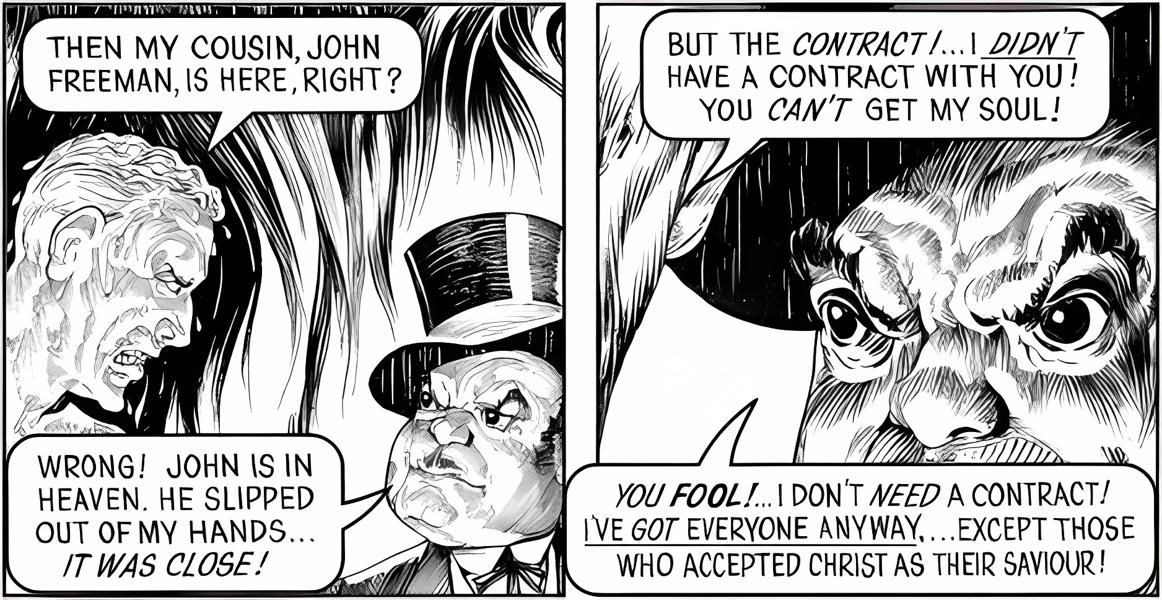 THEN MY COUSIN, JOHN
FREEMAN, IS HERE, RIGHT?
WRONG! JOHN IS IN
HEAVEN. HE SLIPPED
OUT OF MY HANDS...
IT WAS CLOSE!
BUT THE CONTRACT!...I DIDN'T
HAVE A CONTRACT WITH YOU!
YOU CAN'T GET MY SOUL!
YOU FOOL!...I DON'T NEED A CONTRACT!
I'VE GOT EVERYONE ANYWAY....EXCEPT THOSE
WHO ACCEPTED CHRIST AS THEIR SAVIOUR!